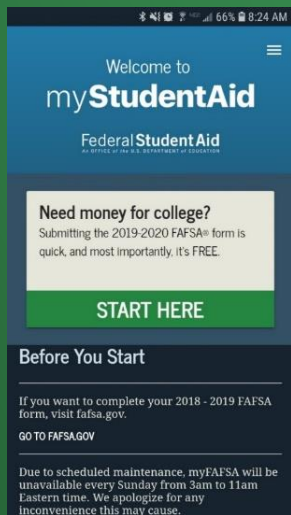 66% 8:24 AM
Welcome to
myStudentAid
Federal Student Aid
An OFFICE of the U.S. DEPARTMENT of EDUCATION
Need money for college?
Submitting the 2019-2020 FAFSA® form is
quick, and most importantly, it's FREE.
START HERE
Before You Start
If you want to complete your 2018 - 2019 FAFSA
form, visit fafsa.gov.
GO TO FAFSA.GOV
Due to scheduled maintenance, myFAFSA will be
unavailable every Sunday from 3am to 11am
Eastern time. We apologize for any
inconvenience this may cause.